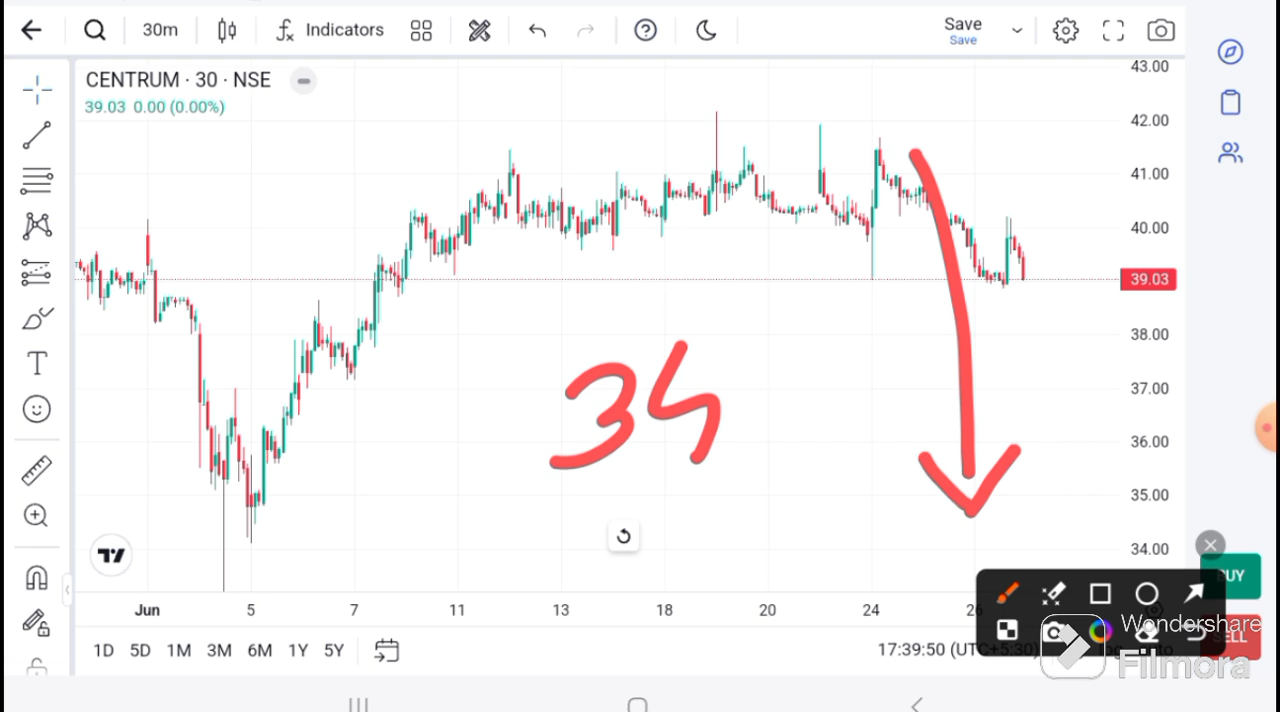 30m
Indicators
Save
Save
CENTRUM · 30 · NSE
39.03 0.00 (0.00%)
43.00
42.00
41.00
40.00
39.03
38.00
37.00
36.00
35.00
34.00
34
Jun 5 7 11 13 18 20 24 26
BUY
SELL
1D 5D 1M 3M 6M 1Y 5Y
17:39:50 (UTC+5:30)
Wondershare
Filmora